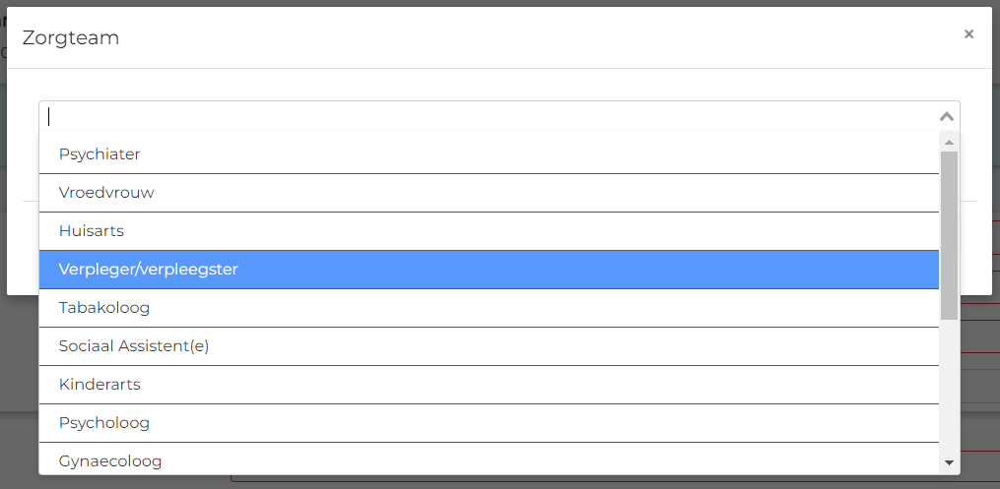 Zorgteam
×
Psychiater
Vroedvrouw
Huisarts
Verpleger/verpleegster
Tabakoloog
Sociaal Assistent(e)
Kinderarts
Psycholoog
Gynaecoloog